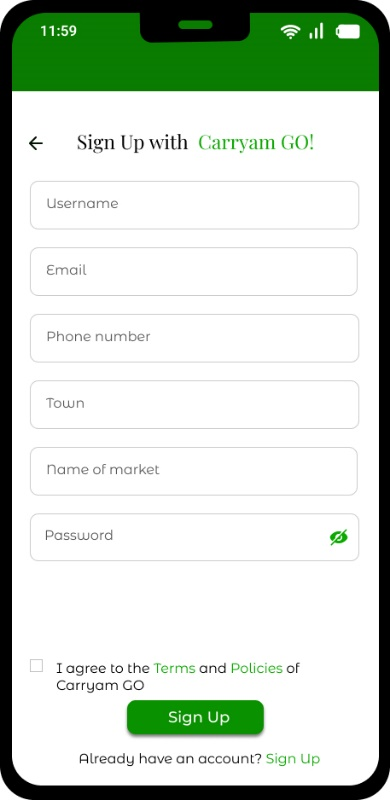 11:59
Sign Up with Carryam GO!
Username
Email
Phone number
Town
Name of market
Password
I agree to the Terms and Policies of
Carryam GO
Sign Up
Already have an account? Sign Up